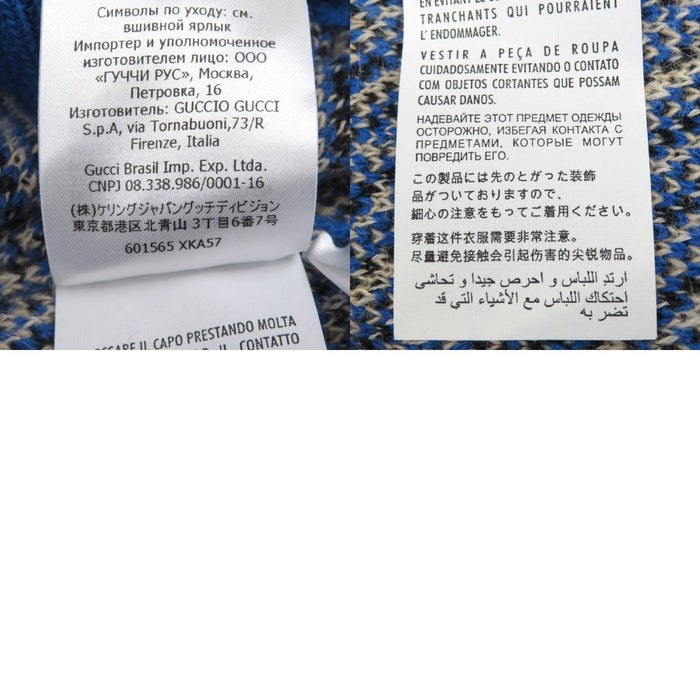 Символы по уходу: см.
вшивной ярлык
Импортер и уполномоченное
изготовителем лицо: ООО
«ГУЧЧИ РУС», Москва,
Петровка, 16
Изготовитель: GUCCIO GUCCI
S.p.A, via Tornabuoni,73/R
Firenze, Italia
Gucci Brasil Imp. Exp. Ltda.
CNPJ 08.338.986/0001-16
(株)ケリングジャパングッチディビジョン
東京都港区北青山3丁目6番7号
601565 XKA57
IL CAPO PRESTANDO MOLTA
IL CONTATTO
EN ÉVITANT LE
TRANCHANTS QUI POURRAIENT
L'ENDOMMAGER.
VESTIR A PEÇA DE ROUPA
CUIDADOSAMENTE EVITANDO O CONTATO
COM OBJETOS CORTANTES QUE POSSAM
CAUSAR DANOS.
НАДЕВАЙТЕ ЭТОТ ПРЕДМЕТ ОДЕЖДЫ
ОСТОРОЖНО, ИЗБЕГАЯ КОНТАКТА С
ПРЕДМЕТАМИ, КОТОРЫЕ МОГУТ
ПОВРЕДИТЬ ЕГО.
この製品には先のとがった装飾
品がついておりますので、
細心の注意をもってご着用ください。
穿着这件衣服需要非常注意。
尽量避免接触会引起伤害的尖锐物品。
ارتدِ اللباس و احرص جيدا و تحاشى
احتكاك اللباس مع الأشياء التي قد
تضر به